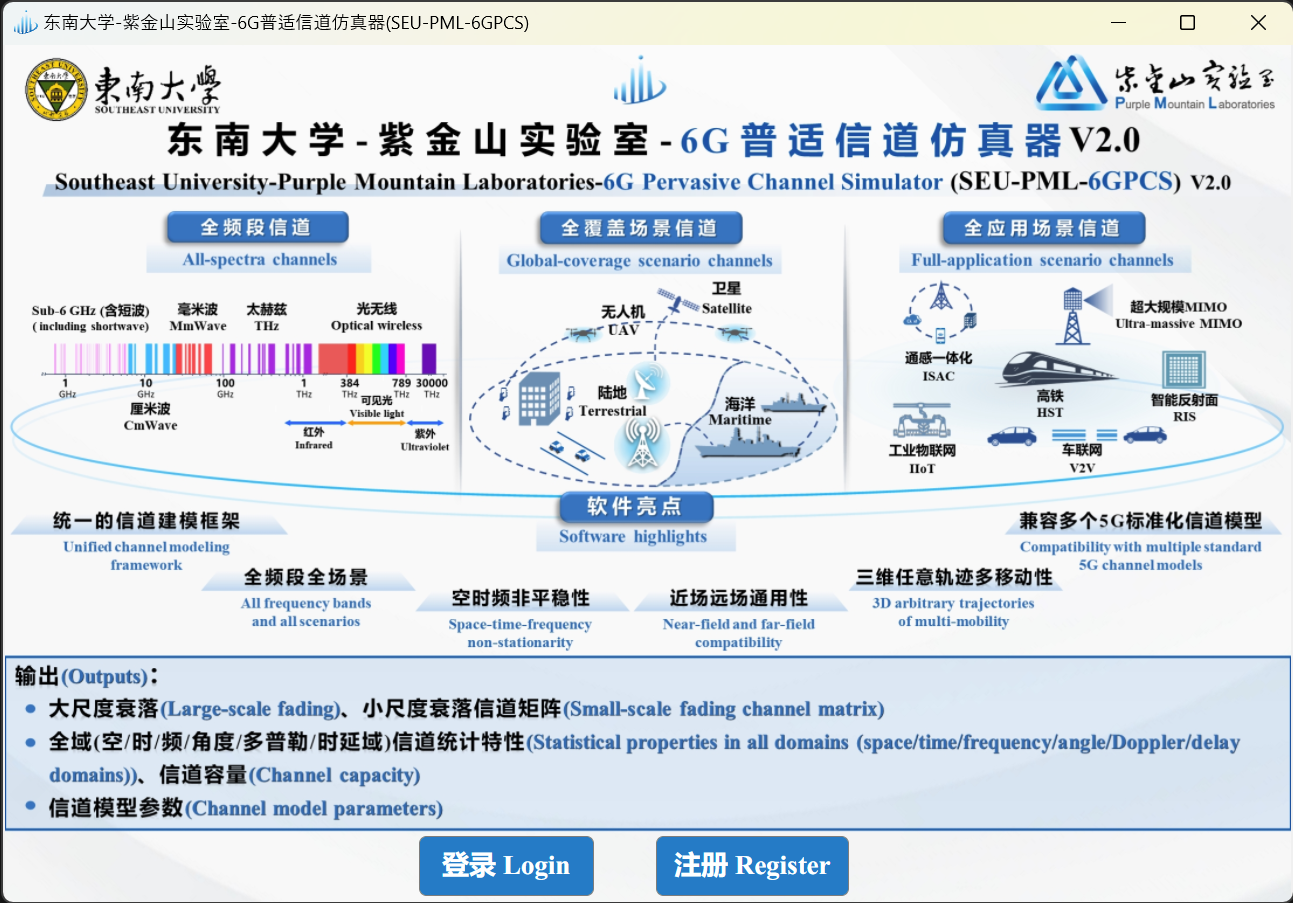 东南大学-紫金山实验室-6G普适信道仿真器(SEU-PML-6GPCS)
東南大學
SOUTHEAST UNIVERSITY
紫金山实验室
Purple Mountain Laboratories
东南大学-紫金山实验室-6G普适信道仿真器V2.0
Southeast University-Purple Mountain Laboratories-6G Pervasive Channel Simulator (SEU-PML-6GPCS) V2.0
全频段信道
All-spectra channels
Sub-6 GHz (含短波)
( including shortwave)
毫米波
MmWave
太赫兹
THz
光无线
Optical wireless
1
GHz
10
GHz
100
GHz
1
THz
384
THz
789
THz
30000
THz
厘米波
CmWave
可见光
Visible light
红外
Infrared
紫外
Ultraviolet
全覆盖场景信道
Global-coverage scenario channels
无人机
UAV
卫星
Satellite
陆地
Terrestrial
海洋
Maritime
全应用场景信道
Full-application scenario channels
通感一体化
ISAC
超大规模MIMO
Ultra-massive MIMO
高铁
HST
智能反射面
RIS
工业物联网
IIoT
车联网
V2V
软件亮点
Software highlights
统一的信道建模框架
Unified channel modeling
framework
全频段全场景
All frequency bands
and all scenarios
空时频非平稳性
Space-time-frequency
non-stationarity
近场远场通用性
Near-field and far-field
compatibility
三维任意轨迹多移动性
3D arbitrary trajectories
of multi-mobility
兼容多个5G标准化信道模型
Compatibility with multiple standard
5G channel models
输出(Outputs)：
• 大尺度衰落(Large-scale fading)、小尺度衰落信道矩阵(Small-scale fading channel matrix)
• 全域(空/时/频/角度/多普勒/时延域)信道统计特性(Statistical properties in all domains (space/time/frequency/angle/Doppler/delay
domains))、信道容量(Channel capacity)
• 信道模型参数(Channel model parameters)
登录 Login
注册 Register